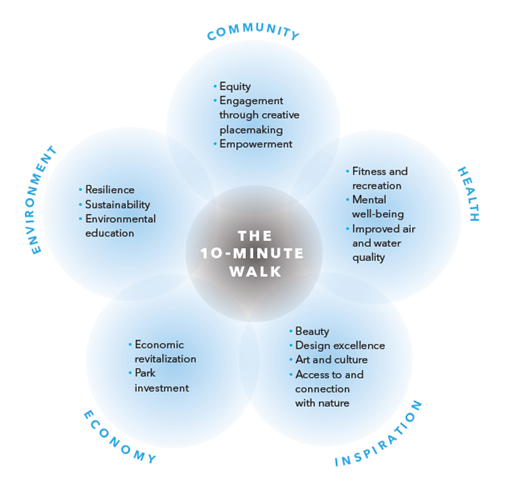 COMMUNITY
• Equity
• Engagement
through creative
placemaking
• Empowerment
HEALTH
• Fitness and
recreation
• Mental
well-being
• Improved air
and water
quality
ENVIRONMENT
• Resilience
• Sustainability
• Environmental
education
THE
10-MINUTE
WALK
INSPIRATION
• Beauty
• Design excellence
• Art and culture
• Access to and
connection
with nature
ECONOMY
• Economic
revitalization
• Park
investment